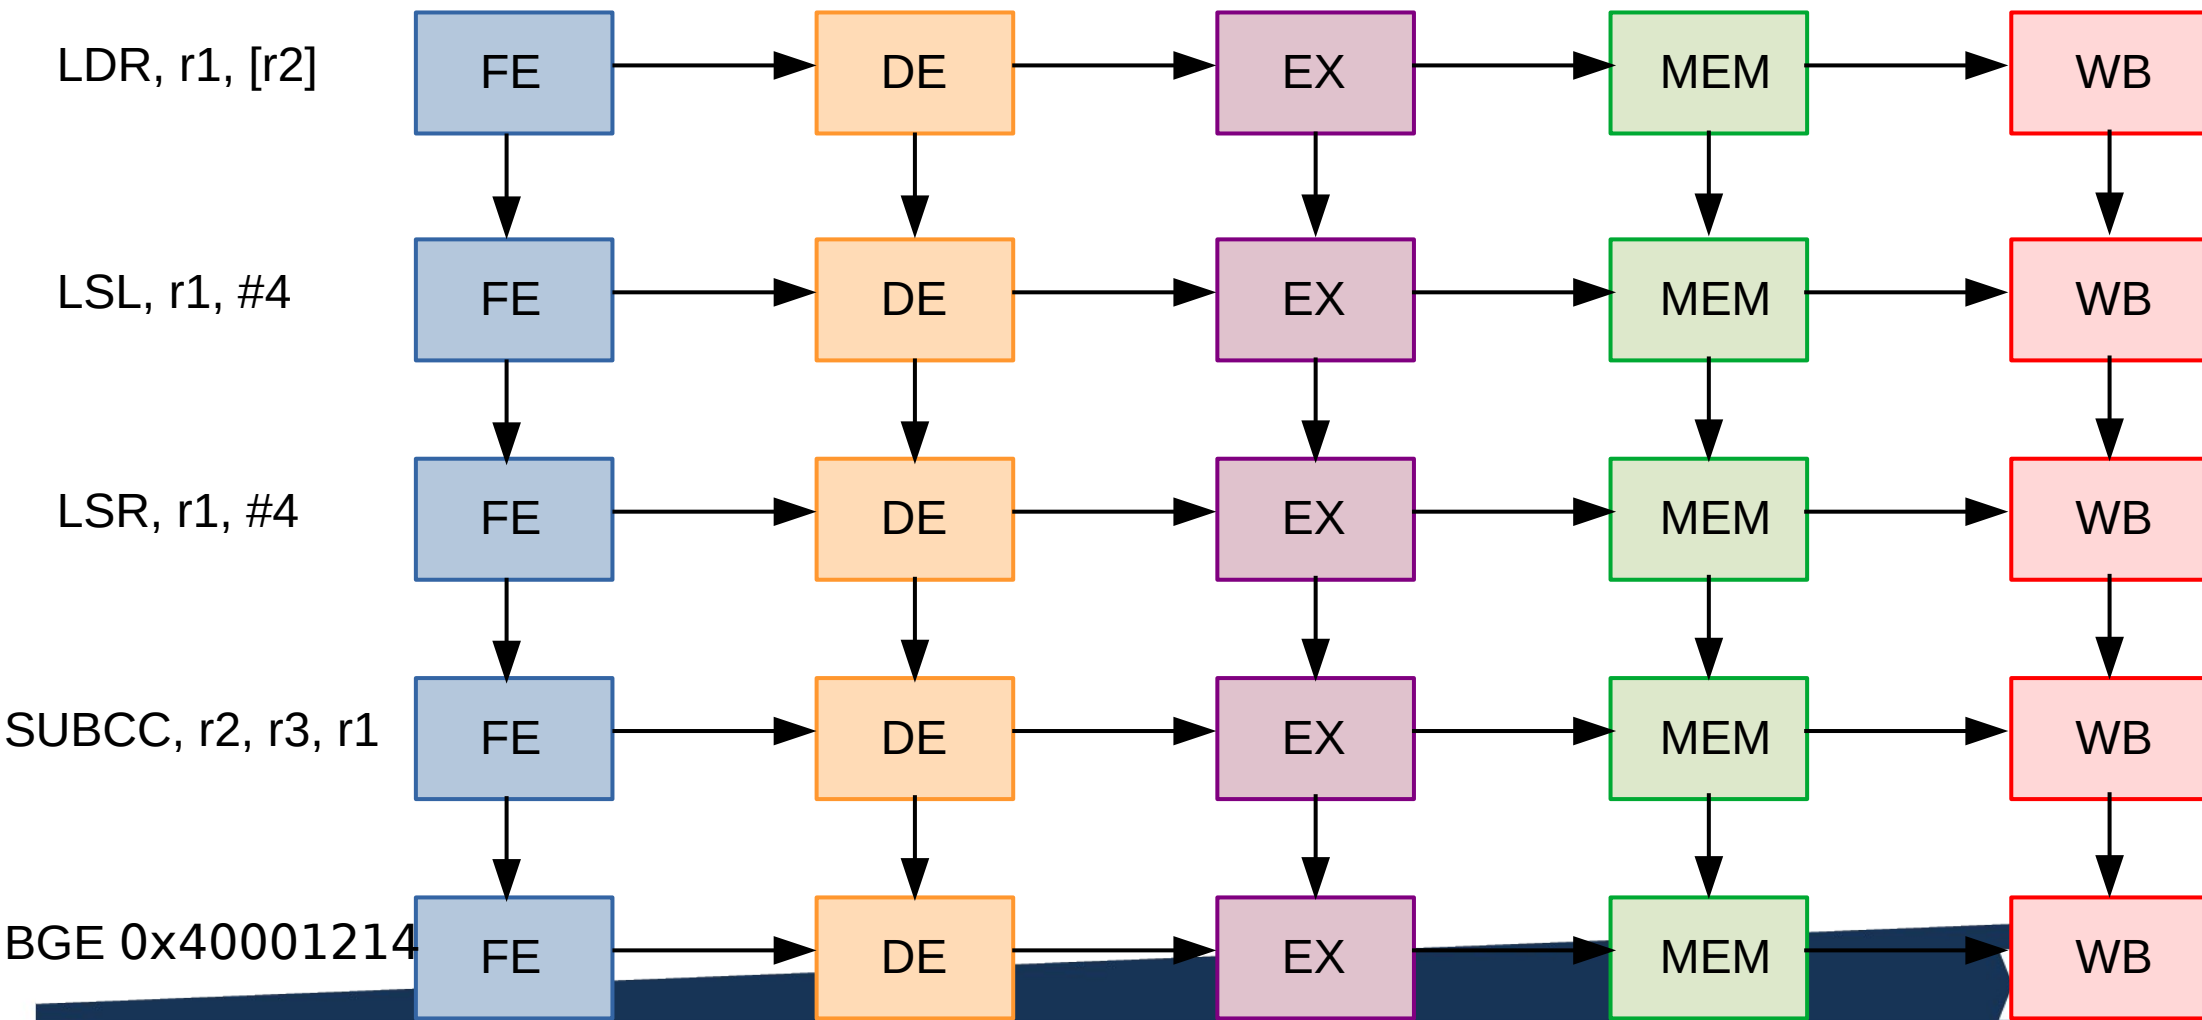 LDR, r1, [r2] FE DE EX MEM WB
LSL, r1, #4 FE DE EX MEM WB
LSR, r1, #4 FE DE EX MEM WB
SUBCC, r2, r3, r1 FE DE EX MEM WB
BGE 0x40001214 FE DE EX MEM WB